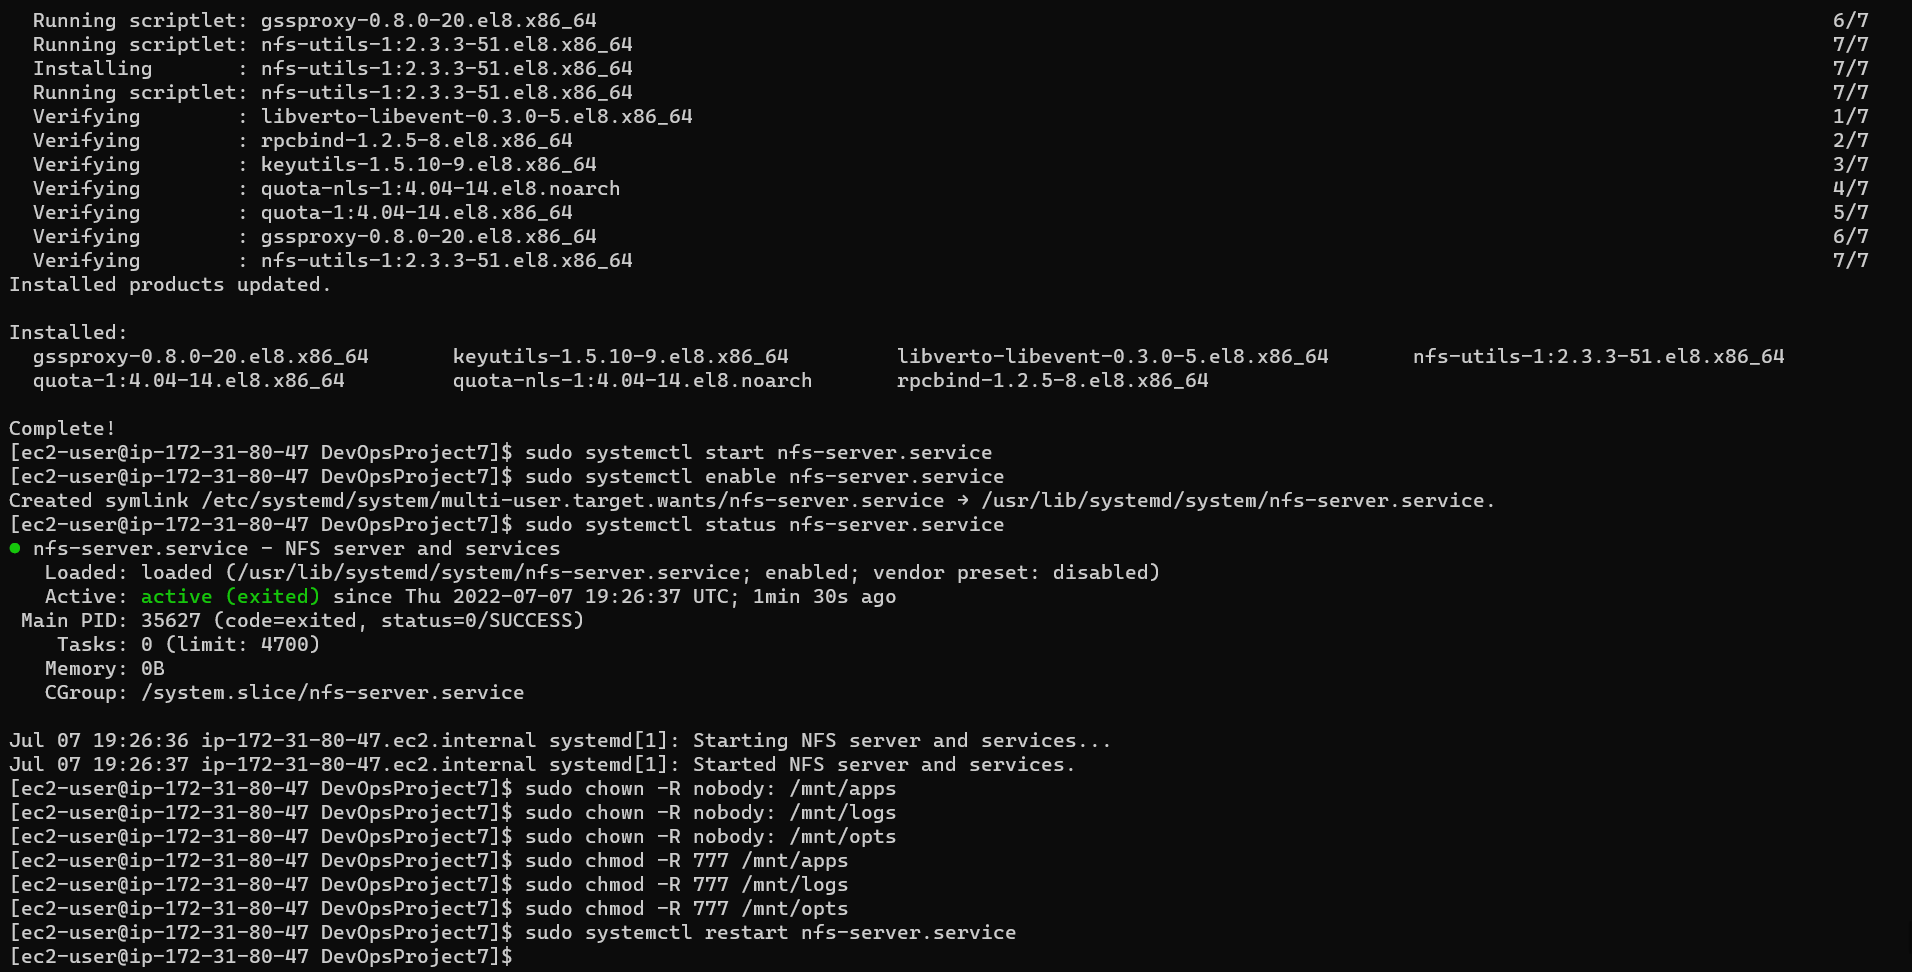 Running scriptlet: gssproxy-0.8.0-20.el8.x86_64 6/7
Running scriptlet: nfs-utils-1:2.3.3-51.el8.x86_64 7/7
Installing : nfs-utils-1:2.3.3-51.el8.x86_64 7/7
Running scriptlet: nfs-utils-1:2.3.3-51.el8.x86_64 7/7
Verifying : libverto-libevent-0.3.0-5.el8.x86_64 1/7
Verifying : rpcbind-1.2.5-8.el8.x86_64 2/7
Verifying : keyutils-1.5.10-9.el8.x86_64 3/7
Verifying : quota-nls-1:4.04-14.el8.noarch 4/7
Verifying : quota-1:4.04-14.el8.x86_64 5/7
Verifying : gssproxy-0.8.0-20.el8.x86_64 6/7
Verifying : nfs-utils-1:2.3.3-51.el8.x86_64 7/7
Installed products updated.
Installed:
gssproxy-0.8.0-20.el8.x86_64 keyutils-1.5.10-9.el8.x86_64 libverto-libevent-0.3.0-5.el8.x86_64 nfs-utils-1:2.3.3-51.el8.x86_64
quota-1:4.04-14.el8.x86_64 quota-nls-1:4.04-14.el8.noarch rpcbind-1.2.5-8.el8.x86_64
Complete!
[ec2-user@ip-172-31-80-47 DevOpsProject7]$ sudo systemctl start nfs-server.service
[ec2-user@ip-172-31-80-47 DevOpsProject7]$ sudo systemctl enable nfs-server.service
Created symlink /etc/systemd/system/multi-user.target.wants/nfs-server.service → /usr/lib/systemd/system/nfs-server.service.
[ec2-user@ip-172-31-80-47 DevOpsProject7]$ sudo systemctl status nfs-server.service
● nfs-server.service - NFS server and services
Loaded: loaded (/usr/lib/systemd/system/nfs-server.service; enabled; vendor preset: disabled)
Active: active (exited) since Thu 2022-07-07 19:26:37 UTC; 1min 30s ago
Main PID: 35627 (code=exited, status=0/SUCCESS)
Tasks: 0 (limit: 4700)
Memory: 0B
CGroup: /system.slice/nfs-server.service
Jul 07 19:26:36 ip-172-31-80-47.ec2.internal systemd[1]: Starting NFS server and services...
Jul 07 19:26:37 ip-172-31-80-47.ec2.internal systemd[1]: Started NFS server and services.
[ec2-user@ip-172-31-80-47 DevOpsProject7]$ sudo chown -R nobody: /mnt/apps
[ec2-user@ip-172-31-80-47 DevOpsProject7]$ sudo chown -R nobody: /mnt/logs
[ec2-user@ip-172-31-80-47 DevOpsProject7]$ sudo chown -R nobody: /mnt/opts
[ec2-user@ip-172-31-80-47 DevOpsProject7]$ sudo chmod -R 777 /mnt/apps
[ec2-user@ip-172-31-80-47 DevOpsProject7]$ sudo chmod -R 777 /mnt/logs
[ec2-user@ip-172-31-80-47 DevOpsProject7]$ sudo chmod -R 777 /mnt/opts
[ec2-user@ip-172-31-80-47 DevOpsProject7]$ sudo systemctl restart nfs-server.service
[ec2-user@ip-172-31-80-47 DevOpsProject7]$